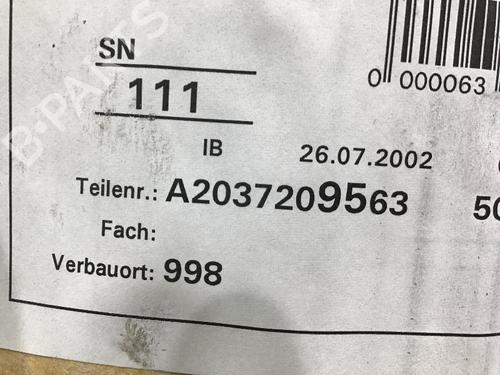 SN
111
0 000063
IB 26.07.2002
Teilenr.: A2037209563 50
Fach:
Verbauort: 998
B-PARTS